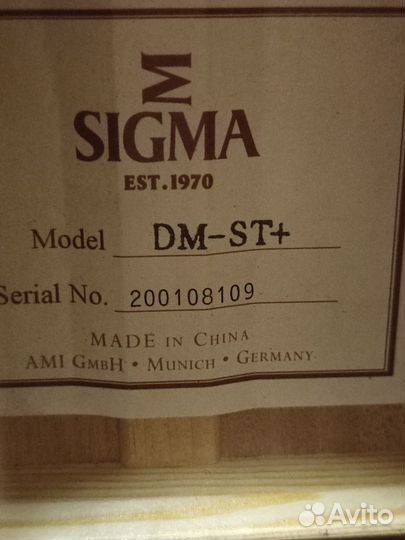 SIGMA
EST.1970
Model DM-ST+
Serial No. 200108109
MADE IN CHINA
AMI GMBH • MUNICH • GERMANY
Avito